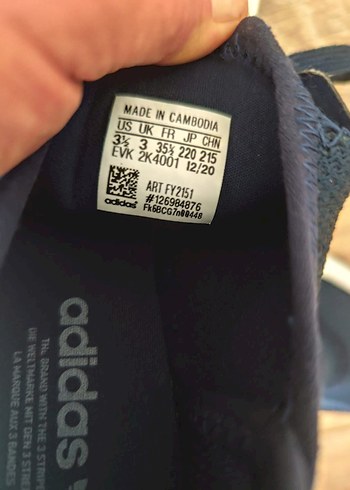 MADE IN CAMBODIA
US UK FR JP CHN
3½ 3 35½ 220 215
EVK 2K4001 12/20
ART FY2151
#126984876
adidas
adidas
THE BRAND WITH THE 3 STRIPES
DIE WELTMARKE MIT DEN 3 STRE
LA MARQUE AUX 3 BANDES